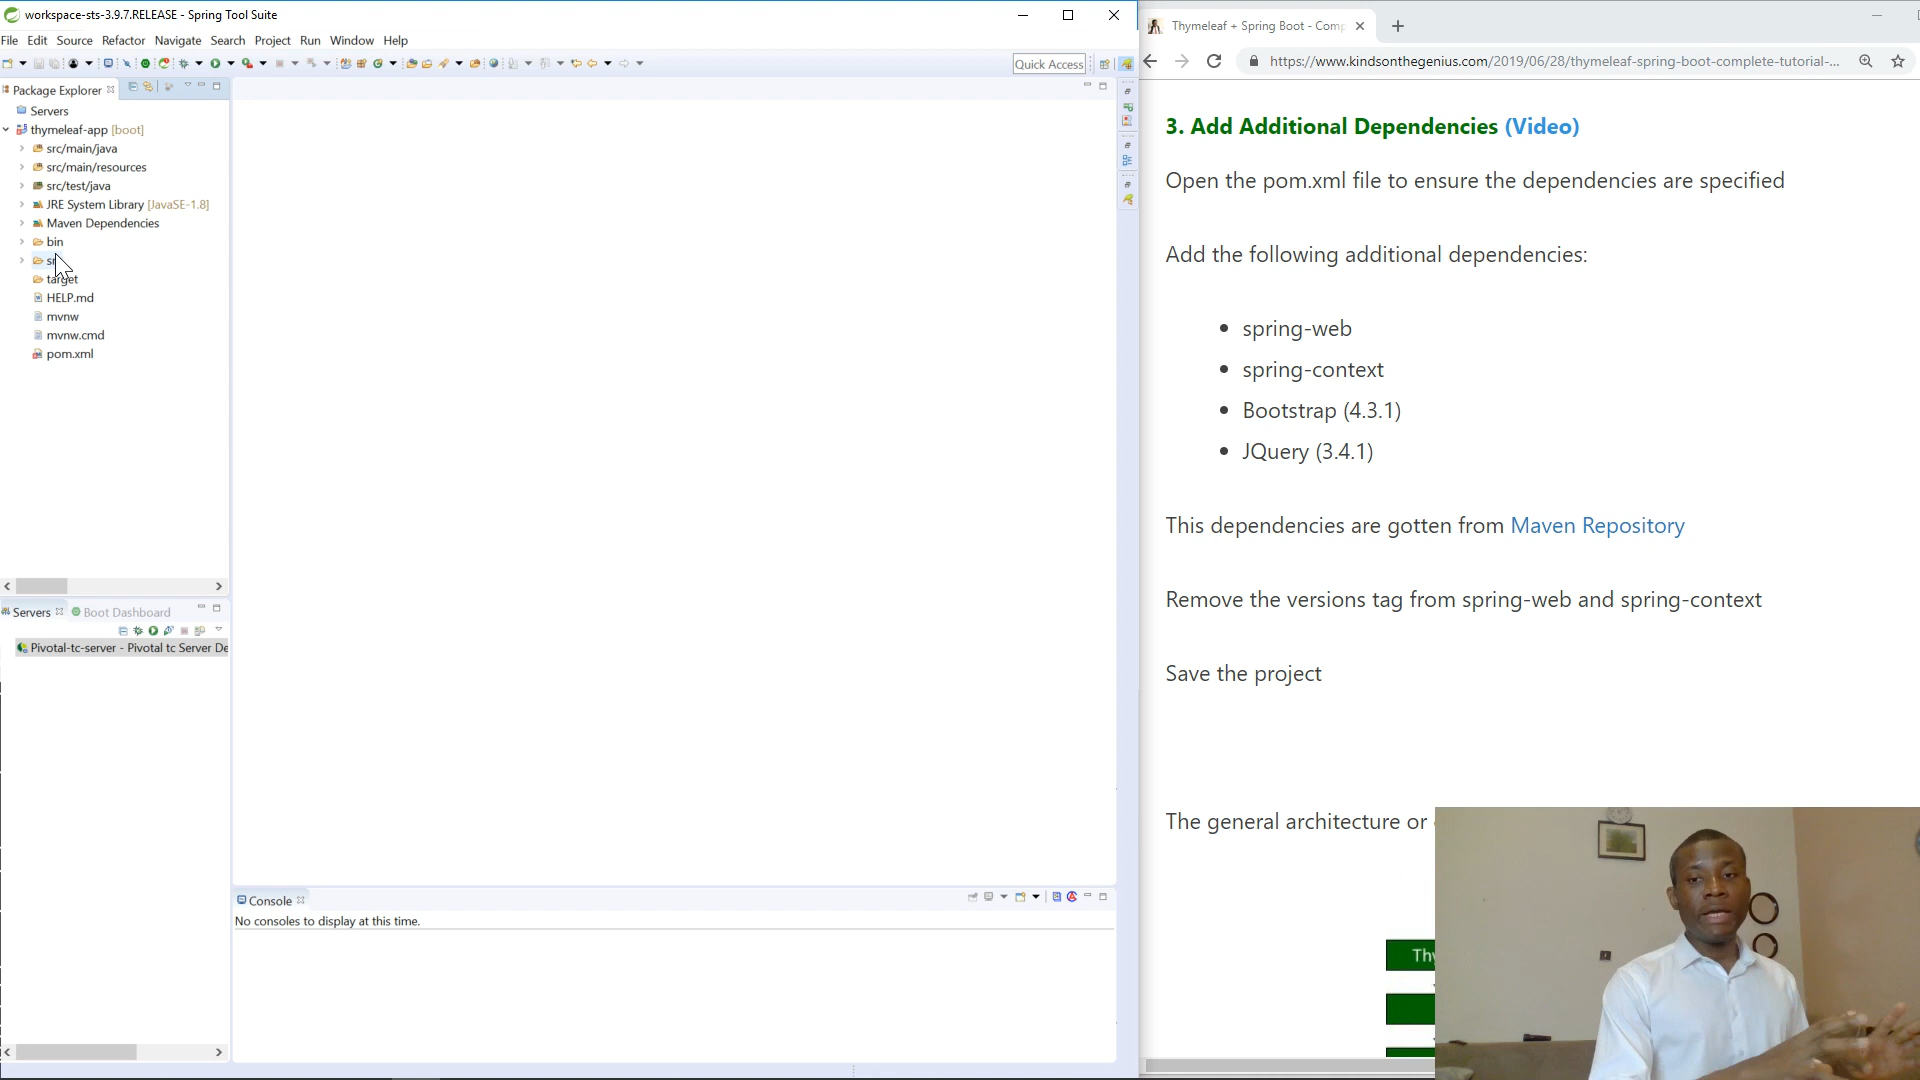 workspace-sts-3.9.7.RELEASE - Spring Tool Suite
File Edit Source Refactor Navigate Search Project Run Window Help
Quick Access
Package Explorer
Servers
thymeleaf-app [boot]
src/main/java
src/main/resources
src/test/java
JRE System Library [JavaSE-1.8]
Maven Dependencies
bin
target
HELP.md
mvnw
mvnw.cmd
pom.xml
Servers Boot Dashboard
Pivotal-tc-server - Pivotal tc Server De
Console
No consoles to display at this time.
Thymeleaf + Spring Boot - Comp
https://www.kindsonthegenius.com/2019/06/28/thymeleaf-spring-boot-complete-tutorial-...
3. Add Additional Dependencies (Video)
Open the pom.xml file to ensure the dependencies are specified
Add the following additional dependencies:
• spring-web
• spring-context
• Bootstrap (4.3.1)
• JQuery (3.4.1)
This dependencies are gotten from Maven Repository
Remove the versions tag from spring-web and spring-context
Save the project
The general architecture or
Thy